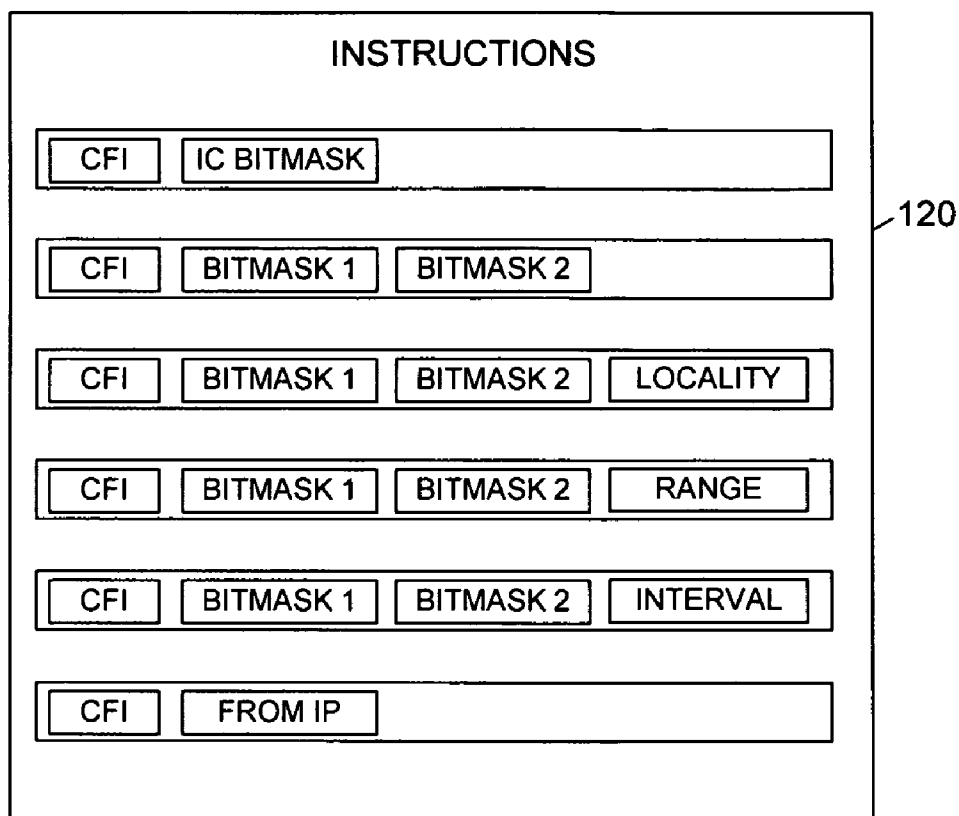 INSTRUCTIONS
CFI IC BITMASK
120
CFI BITMASK 1 BITMASK 2
CFI BITMASK 1 BITMASK 2 LOCALITY
CFI BITMASK 1 BITMASK 2 RANGE
CFI BITMASK 1 BITMASK 2 INTERVAL
CFI FROM IP